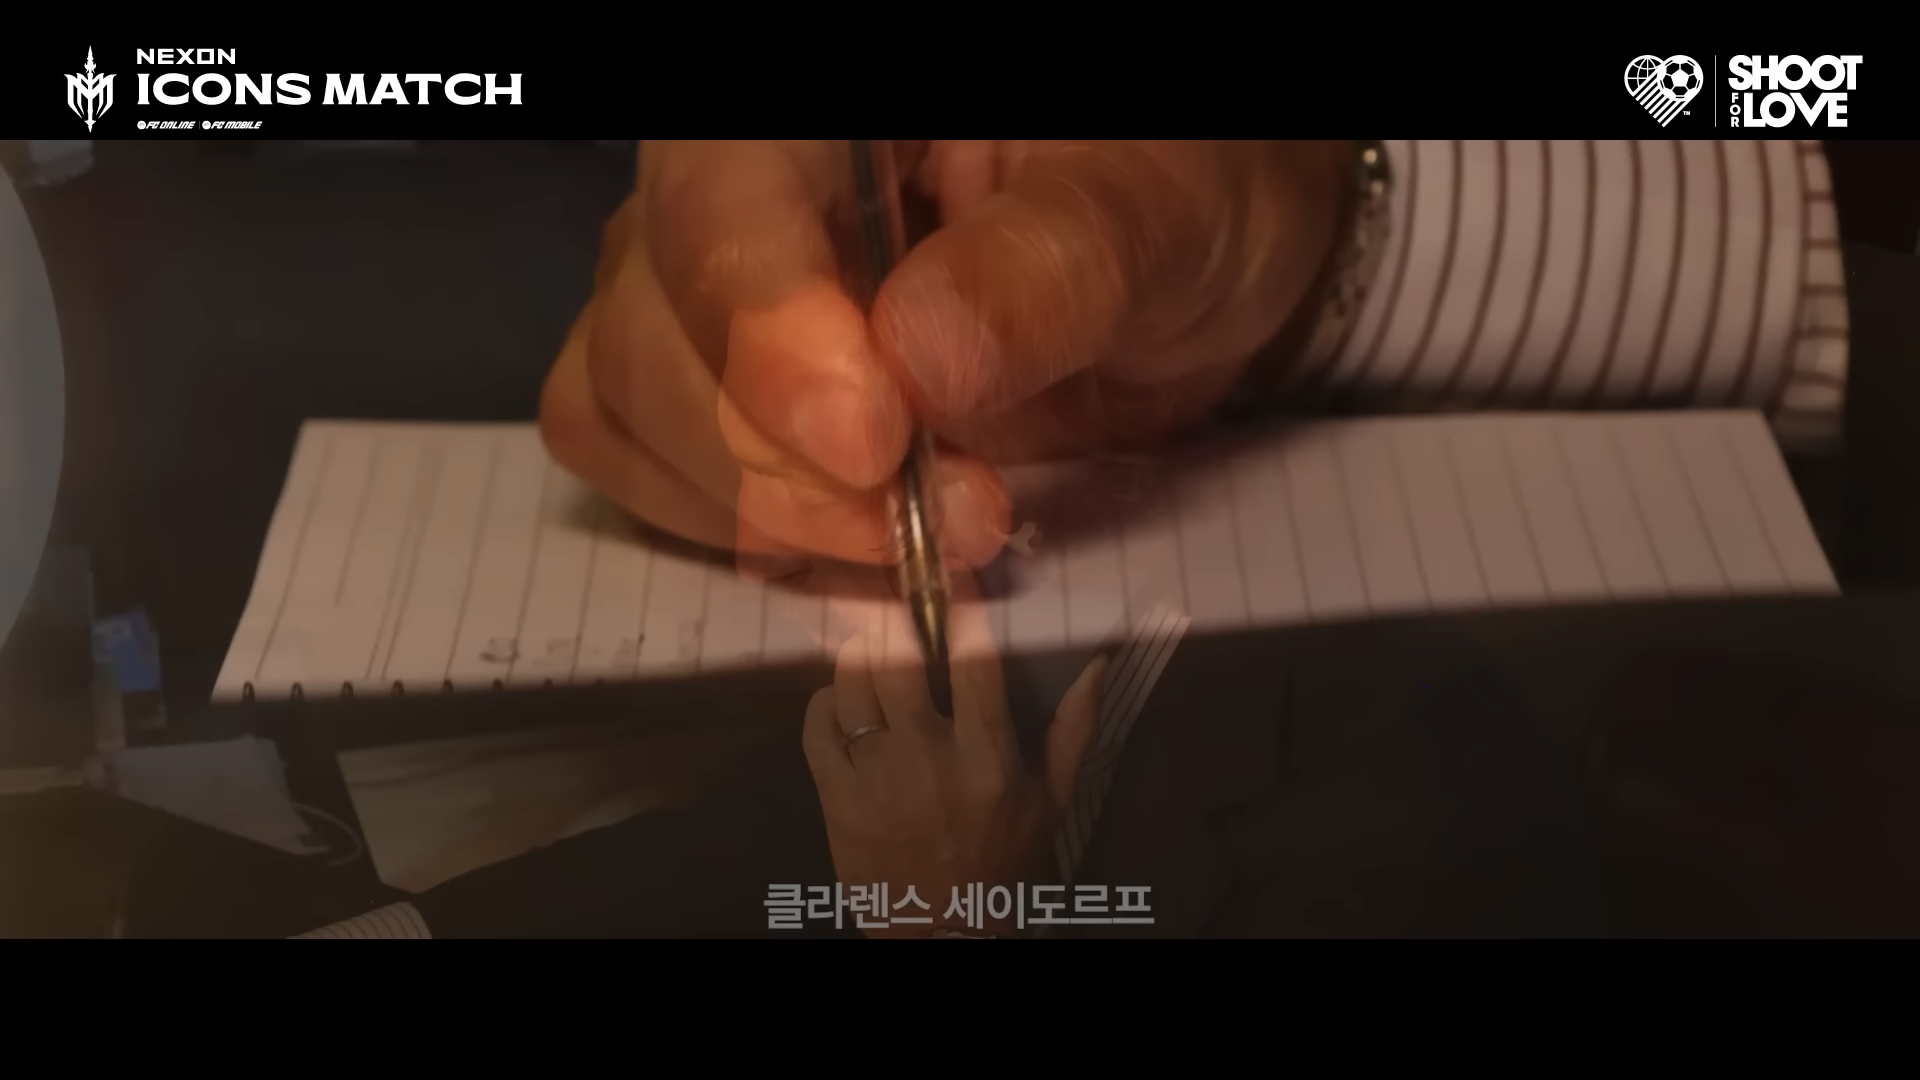 NEXON
ICONS MATCH
FC ONLINE | FC MOBILE
SHOOT
FOR
LOVE
TM
클라렌스 세이도르프